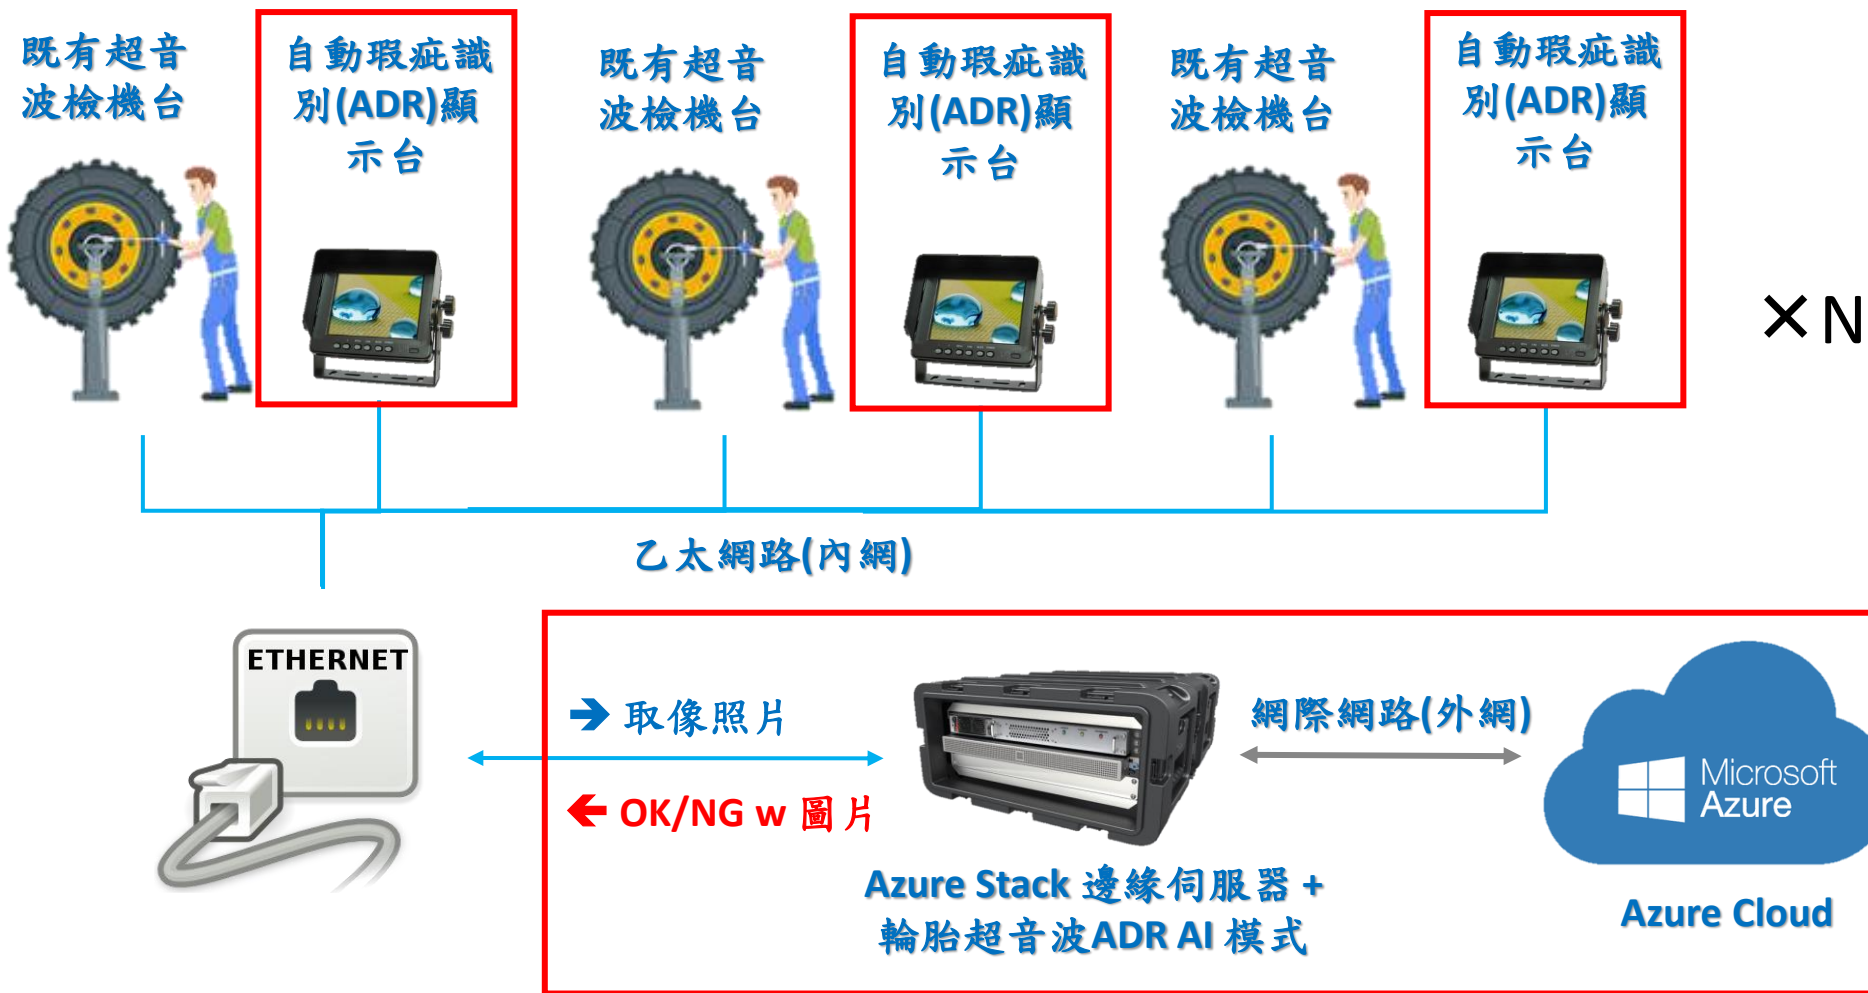 既有超音
波檢機台
自動瑕疵識
別(ADR)顯
示台
既有超音
波檢機台
自動瑕疵識
別(ADR)顯
示台
既有超音
波檢機台
自動瑕疵識
別(ADR)顯
示台
×N
乙太網路(內網)
ETHERNET
➔ 取像照片
🡸 OK/NG w 圖片
網際網路(外網)
Microsoft
Azure
Azure Stack 邊緣伺服器 +
輪胎超音波ADR AI 模式
Azure Cloud